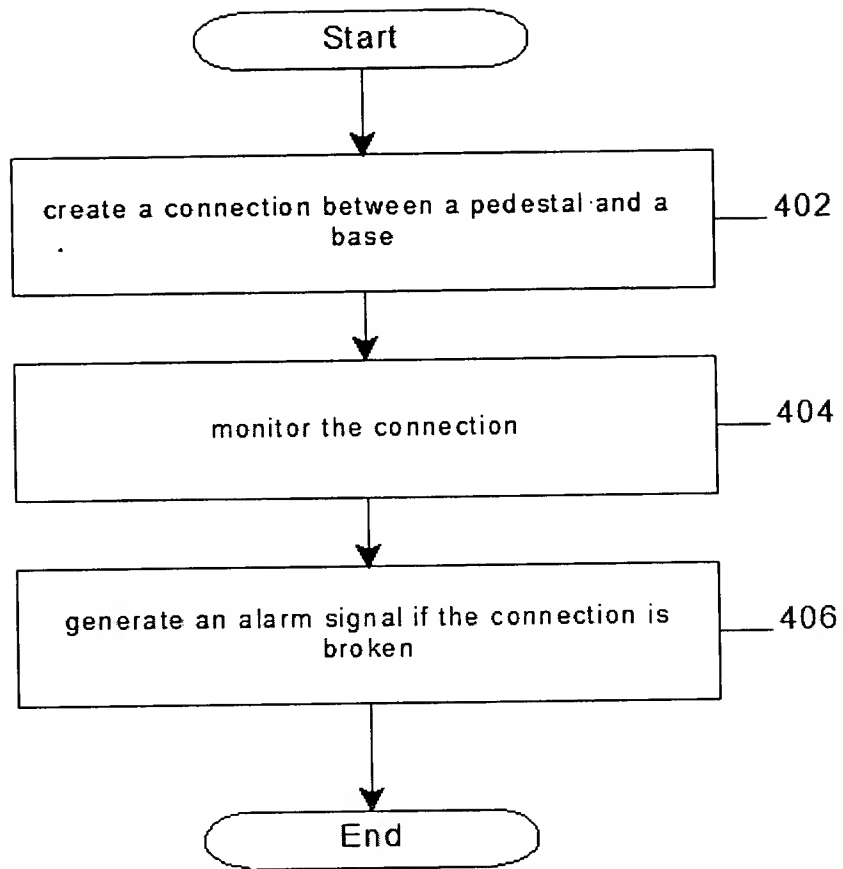 Start
create a connection between a pedestal and a
base
402
monitor the connection
404
generate an alarm signal if the connection is
broken
406
End